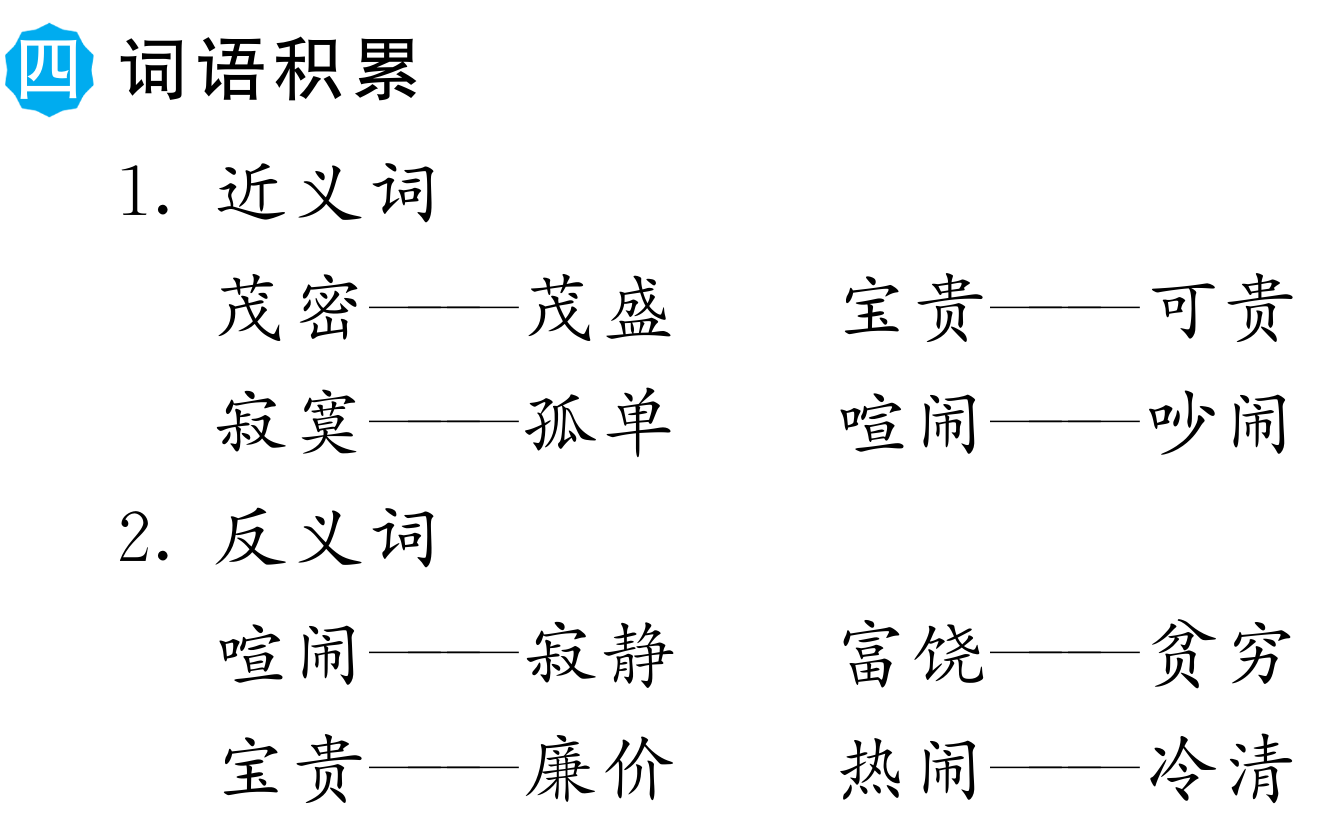 四 词语积累
1. 近义词
茂密——茂盛 宝贵——可贵
寂寞——孤单 喧闹——吵闹
2. 反义词
喧闹——寂静 富饶——贫穷
宝贵——廉价 热闹——冷清